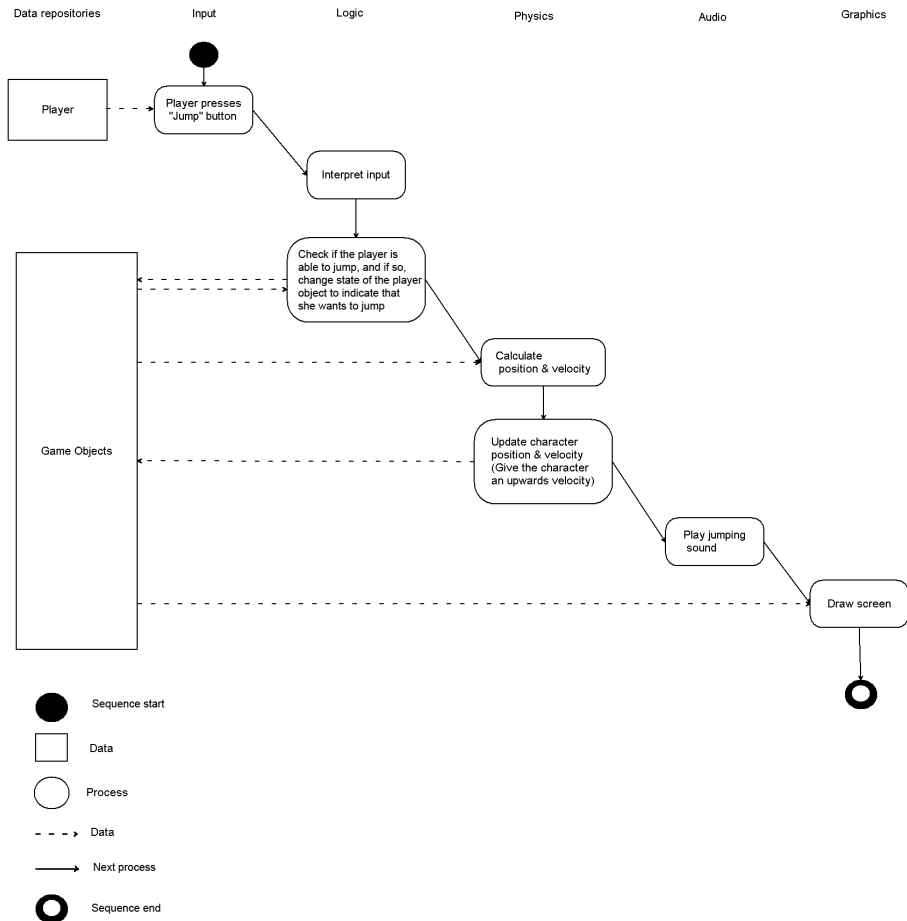 Data repositories
Input
Logic
Physics
Audio
Graphics
Player
Player presses
"Jump" button
Interpret input
Check if the player is
able to jump, and if so,
change state of the player
object to indicate that
she wants to jump
Calculate
position & velocity
Game Objects
Update character
position & velocity
(Give the character
an upwards velocity)
Play jumping
sound
Draw screen
Sequence start
Data
Process
Data
Next process
Sequence end